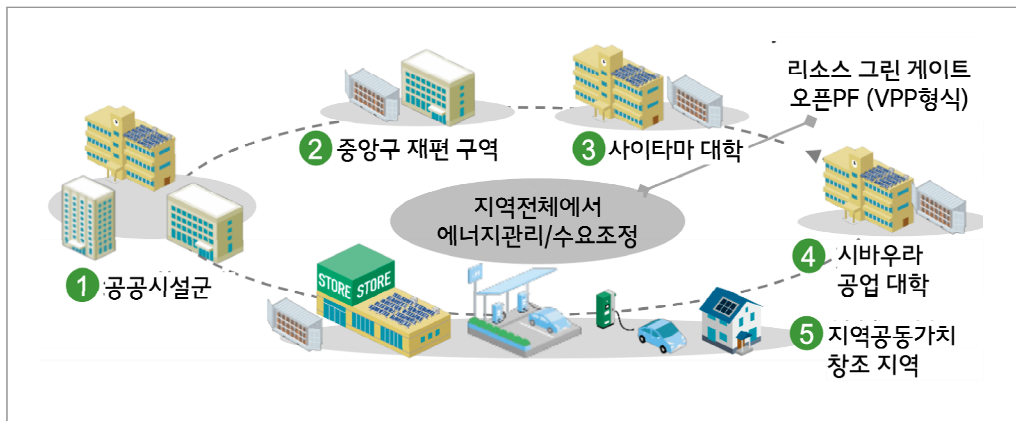 리소스 그린 게이트
오픈PF (VPP형식)
2 중앙구 재편 구역
3 사이타마 대학
지역전체에서
에너지관리/수요조정
4 시바우라
공업 대학
1 공공시설군
STORE STORE
5 지역공동가치
창조 지역